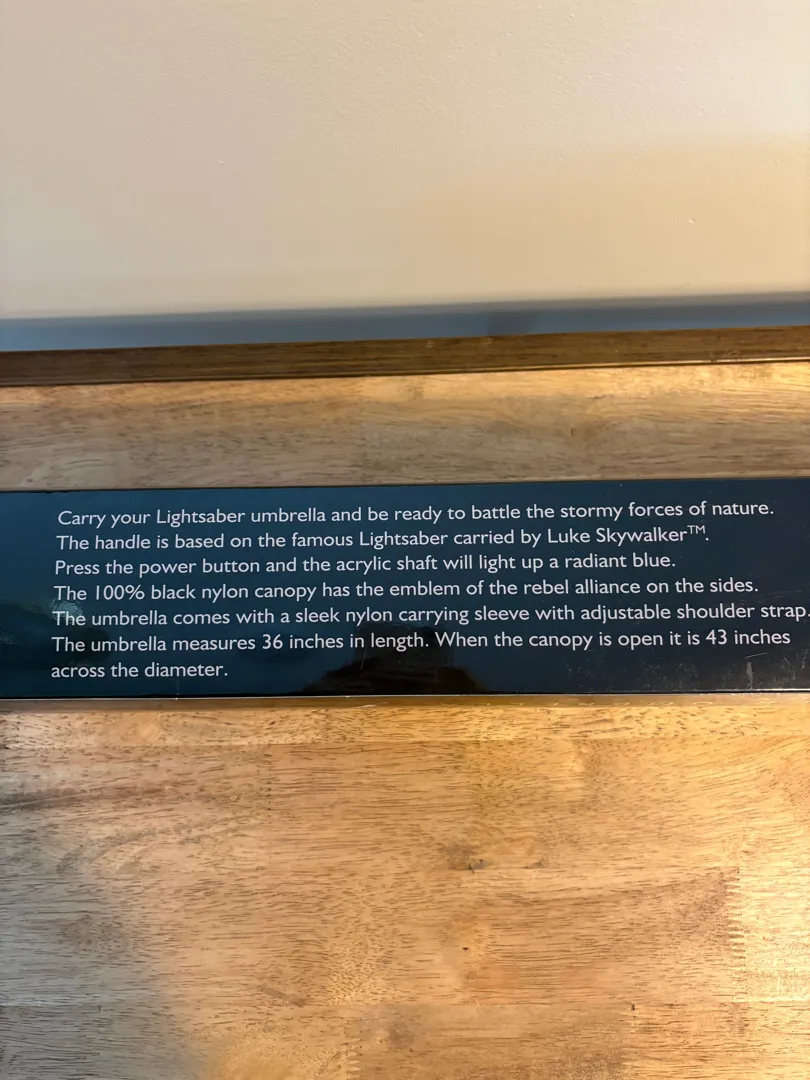 Carry your Lightsaber umbrella and be ready to battle the stormy forces of nature.
The handle is based on the famous Lightsaber carried by Luke Skywalker™.
Press the power button and the acrylic shaft will light up a radiant blue.
The 100% black nylon canopy has the emblem of the rebel alliance on the sides.
The umbrella comes with a sleek nylon carrying sleeve with adjustable shoulder strap.
The umbrella measures 36 inches in length. When the canopy is open it is 43 inches
across the diameter.